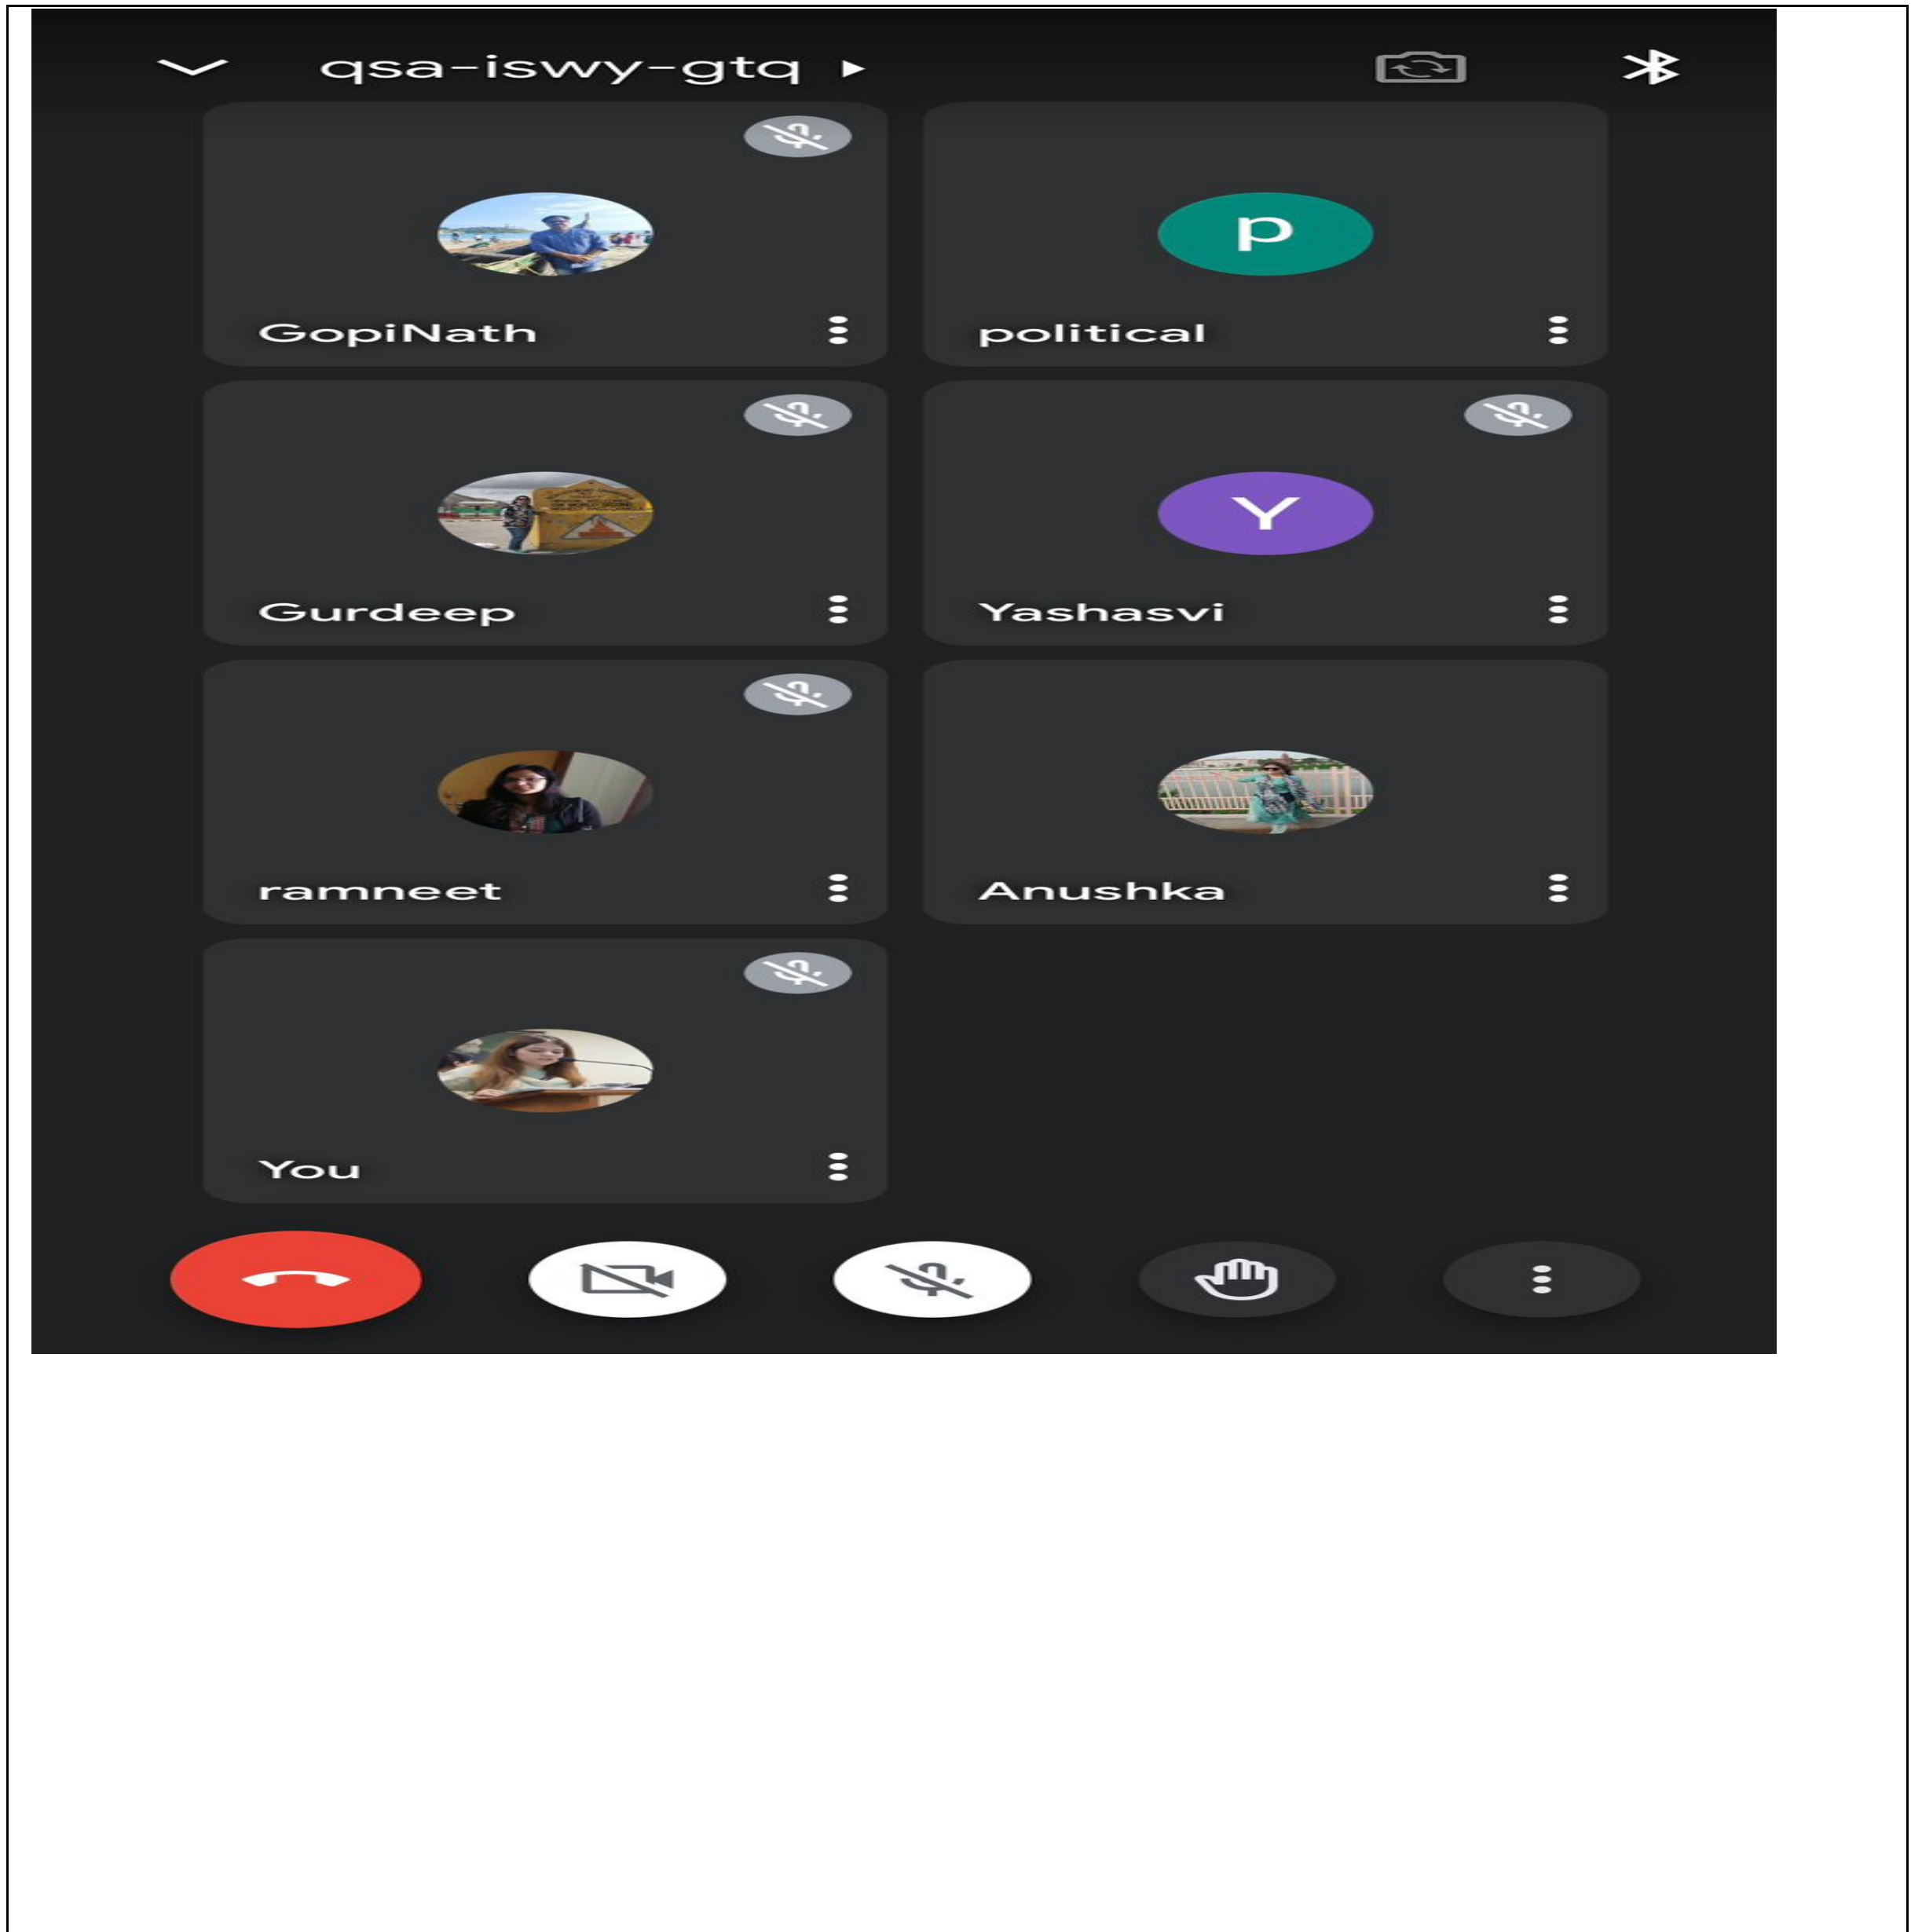 qsa-iswy-gtq
p
GopiNath
political
Y
Gurdeep
Yashasvi
ramneet
Anushka
You